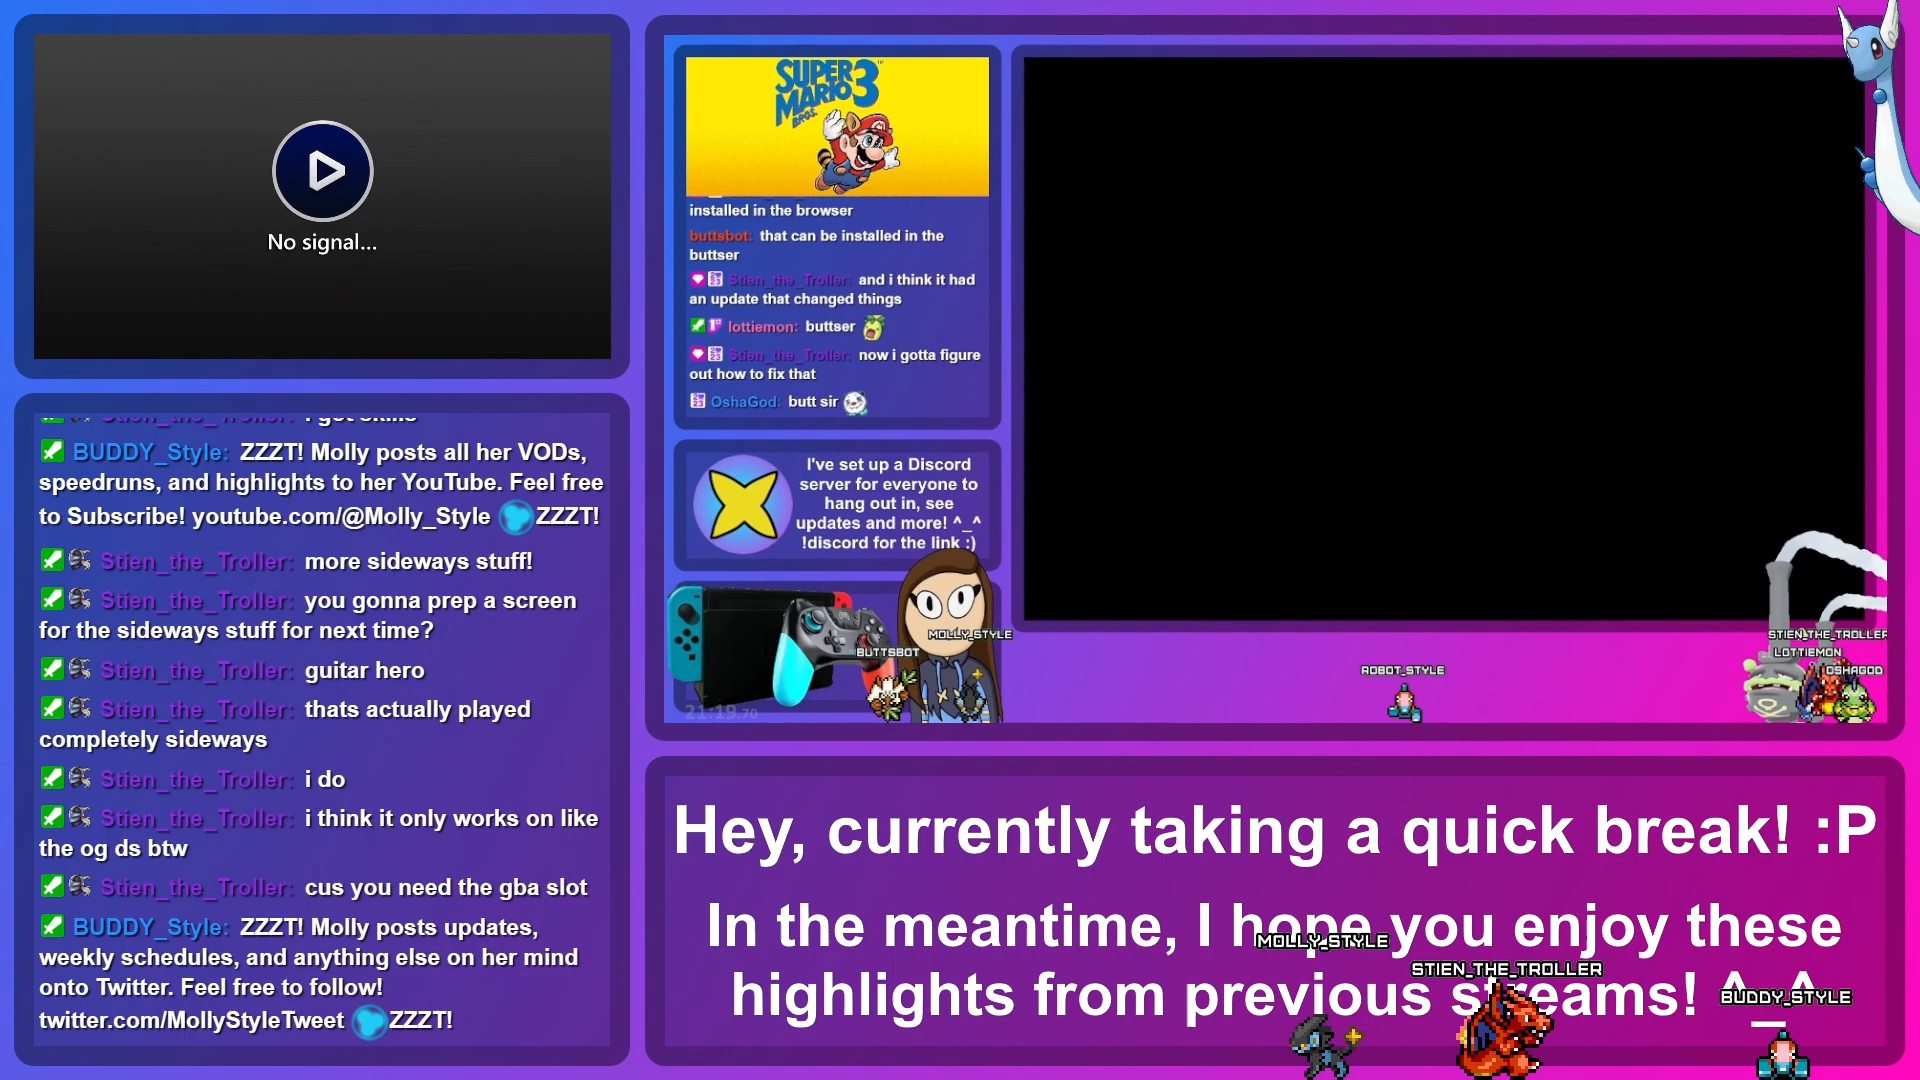 No signal...
i got skills
BUDDY_Style: ZZZT! Molly posts all her VODs,
speedruns, and highlights to her YouTube. Feel free
to Subscribe! youtube.com/@Molly_Style ZZZT!
Stien_the_Troller: more sideways stuff!
Stien_the_Troller: you gonna prep a screen
for the sideways stuff for next time?
Stien_the_Troller: guitar hero
Stien_the_Troller: thats actually played
completely sideways
Stien_the_Troller: i do
Stien_the_Troller: i think it only works on like
the og ds btw
Stien_the_Troller: cus you need the gba slot
BUDDY_Style: ZZZT! Molly posts updates,
weekly schedules, and anything else on her mind
onto Twitter. Feel free to follow!
twitter.com/MollyStyleTweet ZZZT!
SUPER
MARIO 3
BROS.
installed in the browser
buttsbot: that can be installed in the
buttser
Stien_the_Troller: and i think it had
an update that changed things
lottiemon: buttser
Stien_the_Troller: now i gotta figure
out how to fix that
OshaGod: butt sir
I've set up a Discord
server for everyone to
hang out in, see
updates and more! ^_^
!discord for the link :)
MOLLY_STYLE
BUTTSBOT
21:19.70
ROBOT_STYLE
STIEN_THE_TROLLER
LOTTIEMON
OSHAGOD
Hey, currently taking a quick break! :P
In the meantime, I hope you enjoy these
highlights from previous streams! ^_^
MOLLY_STYLE
STIEN_THE_TROLLER
BUDDY_STYLE